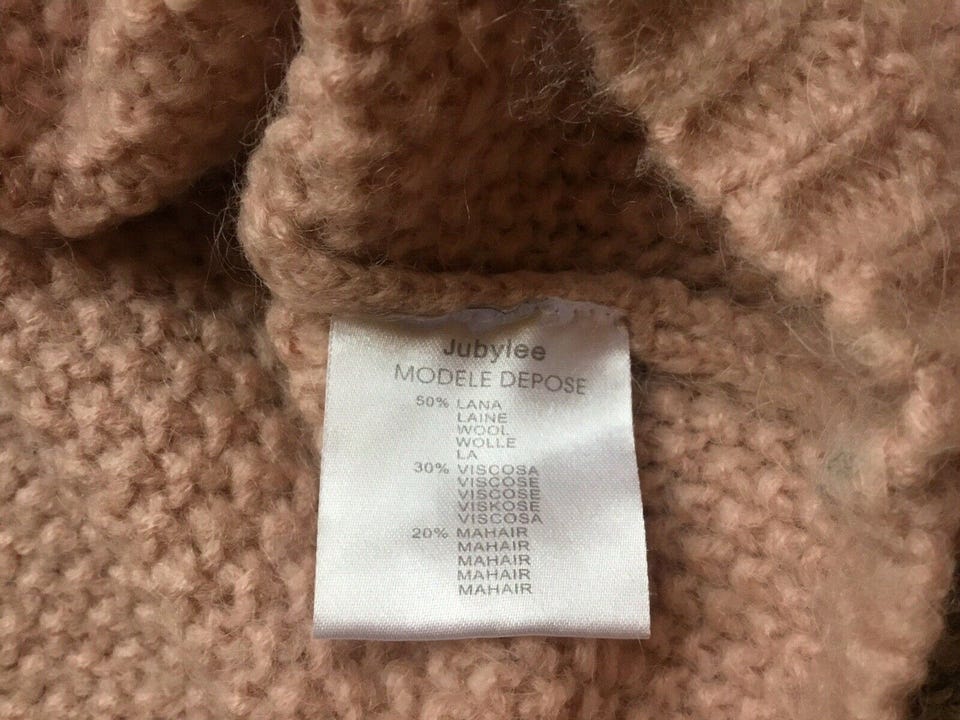 Jubylee
MODELE DEPOSE
50% LANA
LAINE
WOOL
WOLLE
LA
30% VISCOSA
VISCOSE
VISCOSE
VISKOSE
VISCOSA
20% MAHAIR
MAHAIR
MAHAIR
MAHAIR
MAHAIR